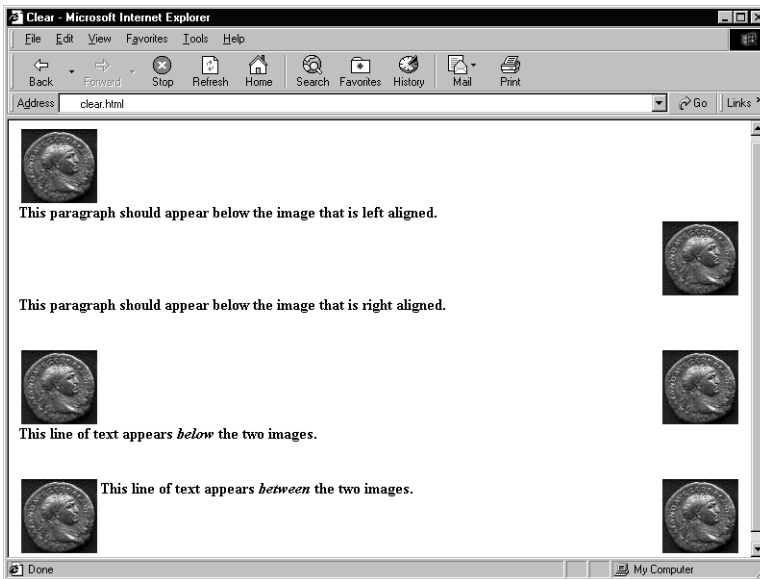 Clear - Microsoft Internet Explorer
File Edit View Favorites Tools Help
Back Forward Stop Refresh Home Search Favorites History Mail Print
Address clear.html Go Links
This paragraph should appear below the image that is left aligned.
This paragraph should appear below the image that is right aligned.
This line of text appears below the two images.
This line of text appears between the two images.
Done My Computer